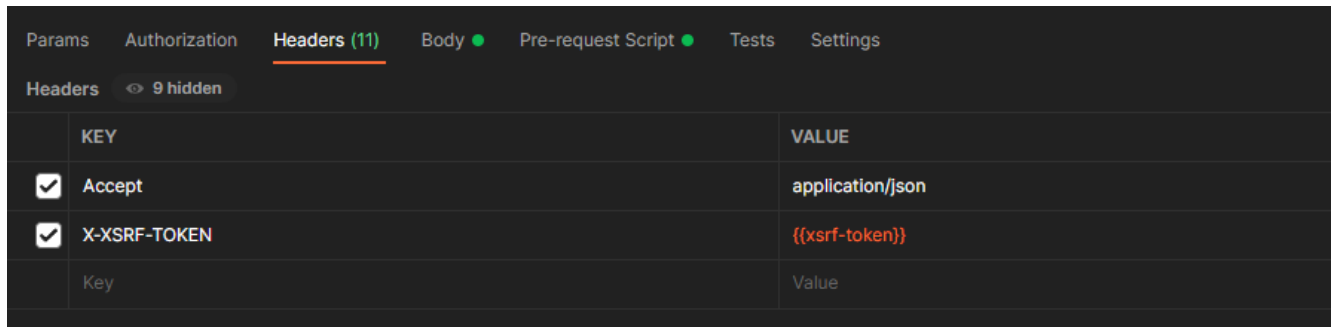 Params Authorization Headers (11) Body Pre-request Script Tests Settings
Headers 9 hidden
KEY VALUE
Accept application/json
X-XSRF-TOKEN {{xsrf-token}}
Key Value